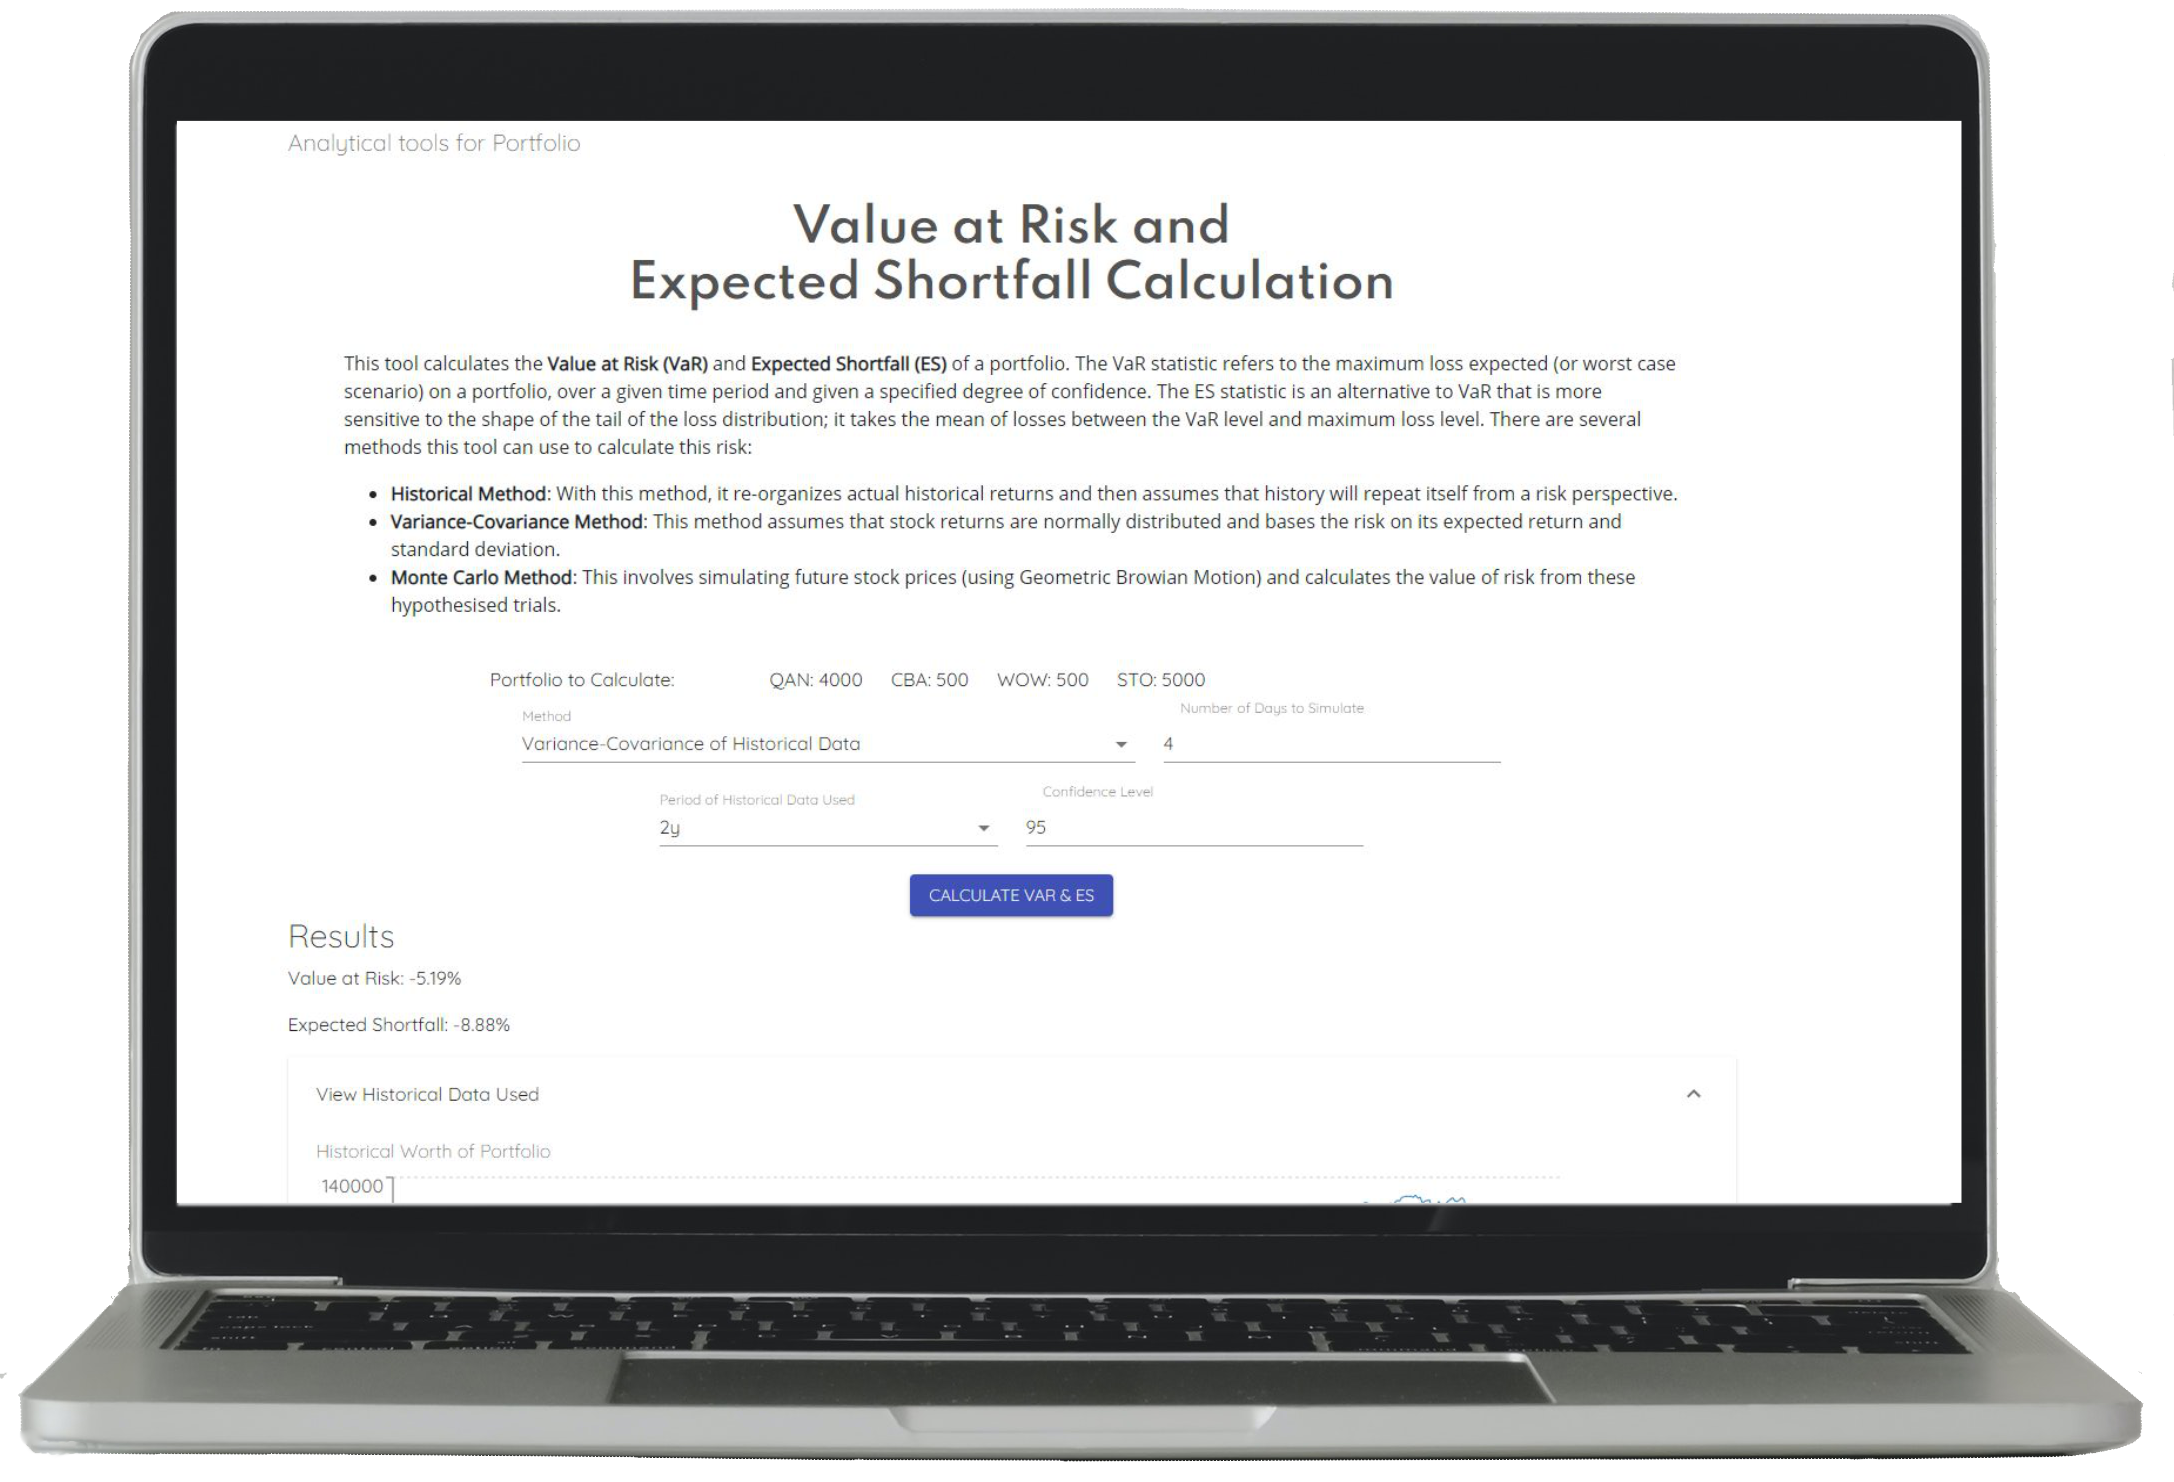 Analytical tools for Portfolio
Value at Risk and
Expected Shortfall Calculation
This tool calculates the Value at Risk (VaR) and Expected Shortfall (ES) of a portfolio. The VaR statistic refers to the maximum loss expected (or worst case
scenario) on a portfolio, over a given time period and given a specified degree of confidence. The ES statistic is an alternative to VaR that is more
sensitive to the shape of the tail of the loss distribution; it takes the mean of losses between the VaR level and maximum loss level. There are several
methods this tool can use to calculate this risk:
• Historical Method: With this method, it re-organizes actual historical returns and then assumes that history will repeat itself from a risk perspective.
• Variance-Covariance Method: This method assumes that stock returns are normally distributed and bases the risk on its expected return and
standard deviation.
• Monte Carlo Method: This involves simulating future stock prices (using Geometric Browian Motion) and calculates the value of risk from these
hypothesised trials.
Portfolio to Calculate: QAN: 4000 CBA: 500 WOW: 500 STO: 5000
Method Number of Days to Simulate
Variance-Covariance of Historical Data 4
Period of Historical Data Used Confidence Level
2y 95
CALCULATE VAR & ES
Results
Value at Risk: -5.19%
Expected Shortfall: -8.88%
View Historical Data Used
Historical Worth of Portfolio
140000